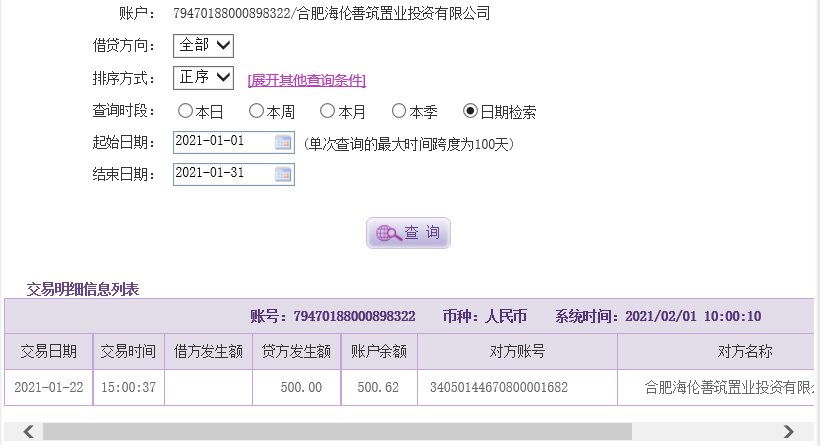 账户： 79470188000898322/合肥海伦善筑置业投资有限公司
借贷方向： 全部
排序方式： 正序 [展开其他查询条件]
查询时段： 本日 本周 本月 本季 日期检索
起始日期： 2021-01-01 (单次查询的最大时间跨度为100天)
结束日期： 2021-01-31
查 询
交易明细信息列表
账号：79470188000898322 币种：人民币 系统时间：2021/02/01 10:00:10
交易日期 交易时间 借方发生额 贷方发生额 账户余额 对方账号 对方名称
2021-01-22 15:00:37 500.00 500.62 34050144670800001682 合肥海伦善筑置业投资有限